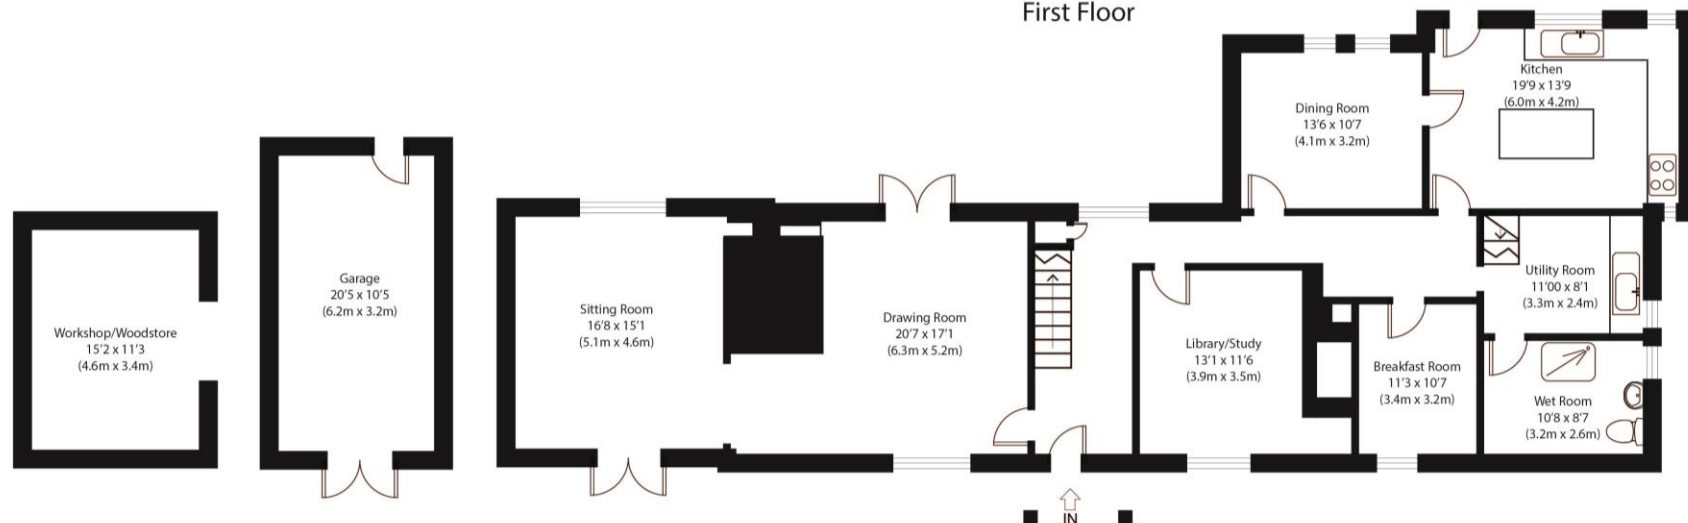 First Floor
Kitchen
19'9 x 13'9
(6.0m x 4.2m)
Dining Room
13'6 x 10'7
(4.1m x 3.2m)
Garage
20'5 x 10'5
(6.2m x 3.2m)
Workshop/Woodstore
15'2 x 11'3
(4.6m x 3.4m)
Sitting Room
16'8 x 15'1
(5.1m x 4.6m)
Drawing Room
20'7 x 17'1
(6.3m x 5.2m)
Library/Study
13'1 x 11'6
(3.9m x 3.5m)
Breakfast Room
11'3 x 10'7
(3.4m x 3.2m)
Utility Room
11'00 x 8'1
(3.3m x 2.4m)
Wet Room
10'8 x 8'7
(3.2m x 2.6m)
IN